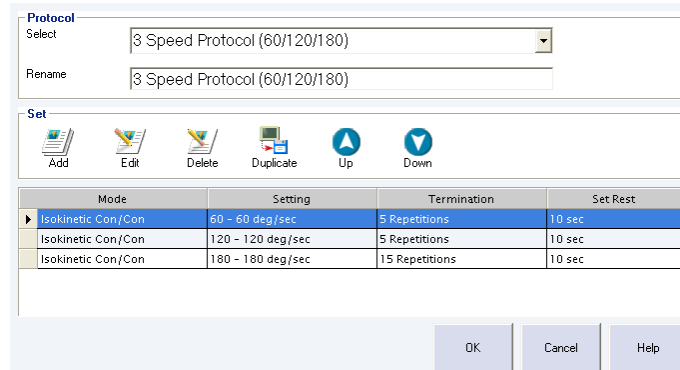 Protocol
Select
3 Speed Protocol (60/120/180)
Rename
3 Speed Protocol (60/120/180)
Set
Add Edit Delete Duplicate Up Down
Mode Setting Termination Set Rest
Isokinetic Con/Con 60 - 60 deg/sec 5 Repetitions 10 sec
Isokinetic Con/Con 120 - 120 deg/sec 5 Repetitions 10 sec
Isokinetic Con/Con 180 - 180 deg/sec 15 Repetitions 10 sec
OK Cancel Help